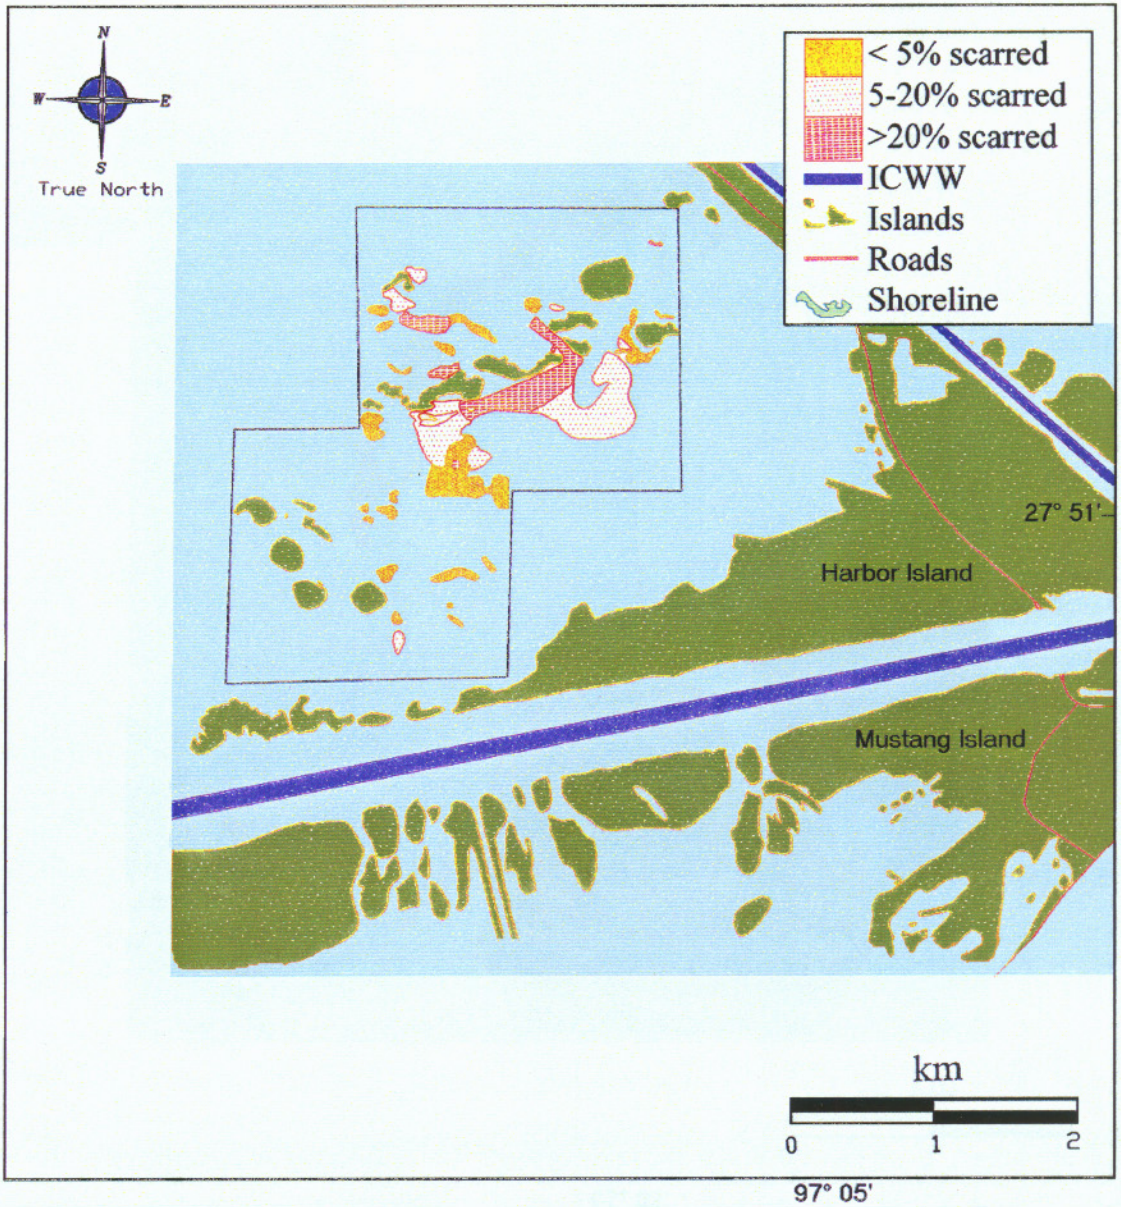 N
W E
S
True North
< 5% scarred
5-20% scarred
>20% scarred
ICWW
Islands
Roads
Shoreline
27° 51'
Harbor Island
Mustang Island
km
0 1 2
97° 05'